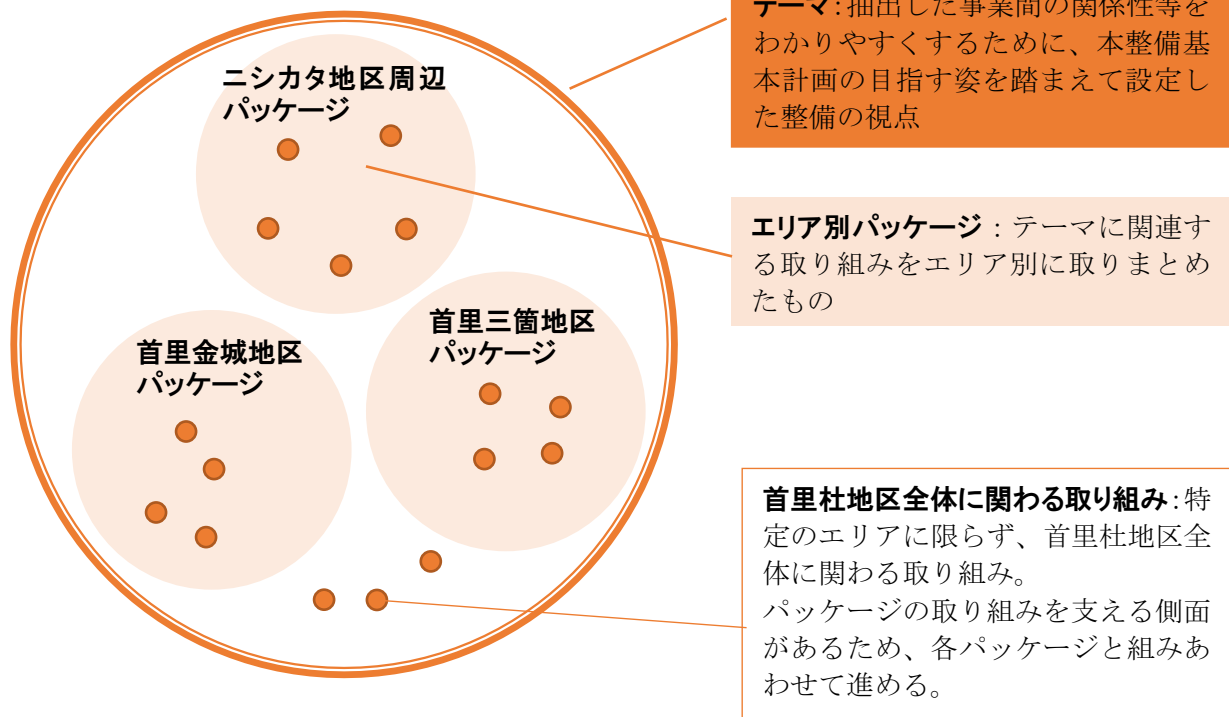 ニシカタ地区周辺
パッケージ
首里三箇地区
パッケージ
首里金城地区
パッケージ
テーマ：抽出した事業間の関係性等を
わかりやすくするために、本整備基
本計画の目指す姿を踏まえて設定し
た整備の視点
エリア別パッケージ：テーマに関連す
る取り組みをエリア別に取りまとめ
たもの
首里杜地区全体に関わる取り組み：特
定のエリアに限らず、首里杜地区全
体に関わる取り組み。
パッケージの取り組みを支える側面
があるため、各パッケージと組みあ
わせて進める。